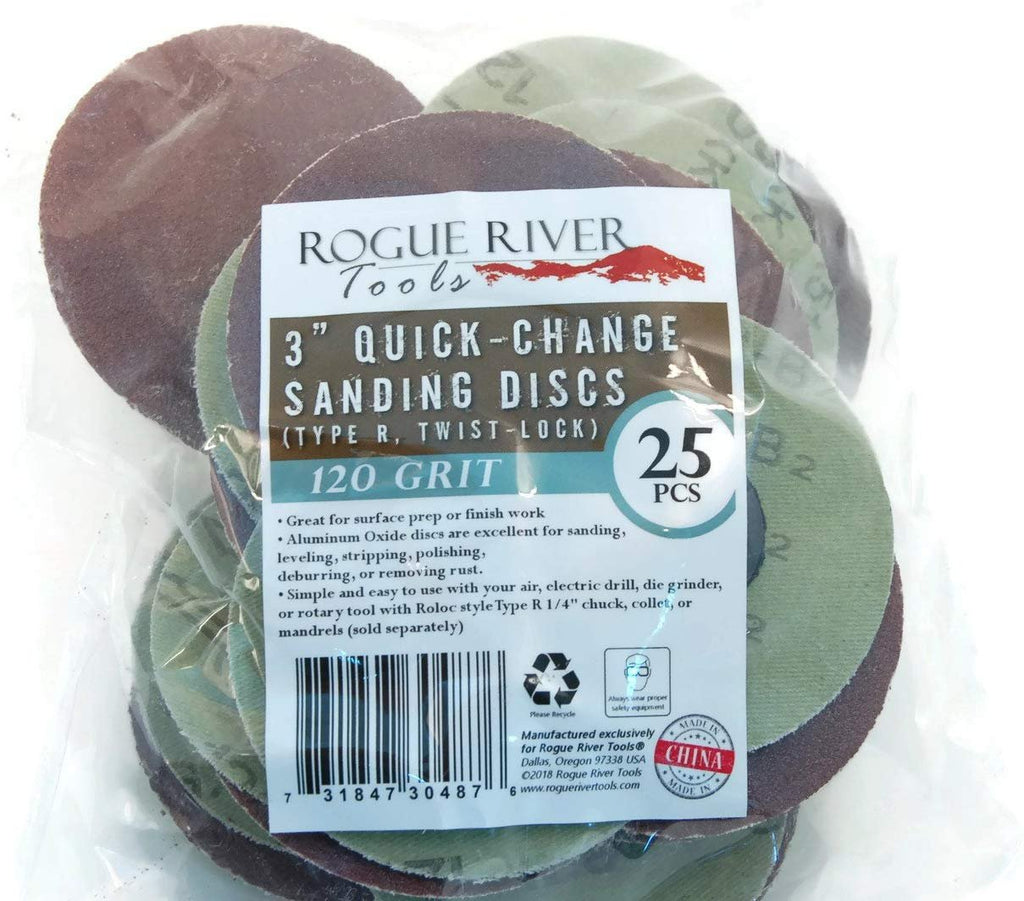 ROGUE RIVER
Tools
3" QUICK-CHANGE
SANDING DISCS
(TYPE R, TWIST-LOCK)
120 GRIT
25
PCS
• Great for surface prep or finish work
• Aluminum Oxide discs are excellent for sanding,
leveling, stripping, polishing,
deburring, or removing rust.
• Simple and easy to use with your air, electric drill, die grinder,
or rotary tool with Roloc style Type R 1/4" chuck, collet, or
mandrels (sold separately)
Please Recycle
Always wear proper
safety equipment
Manufactured exclusively
for Rogue River Tools®
Dallas, Oregon 97338 USA
©2018 Rogue River Tools
www.roguerivertools.com
MADE IN
CHINA
MADE IN
7 31847 30487 6
B 2
2
2